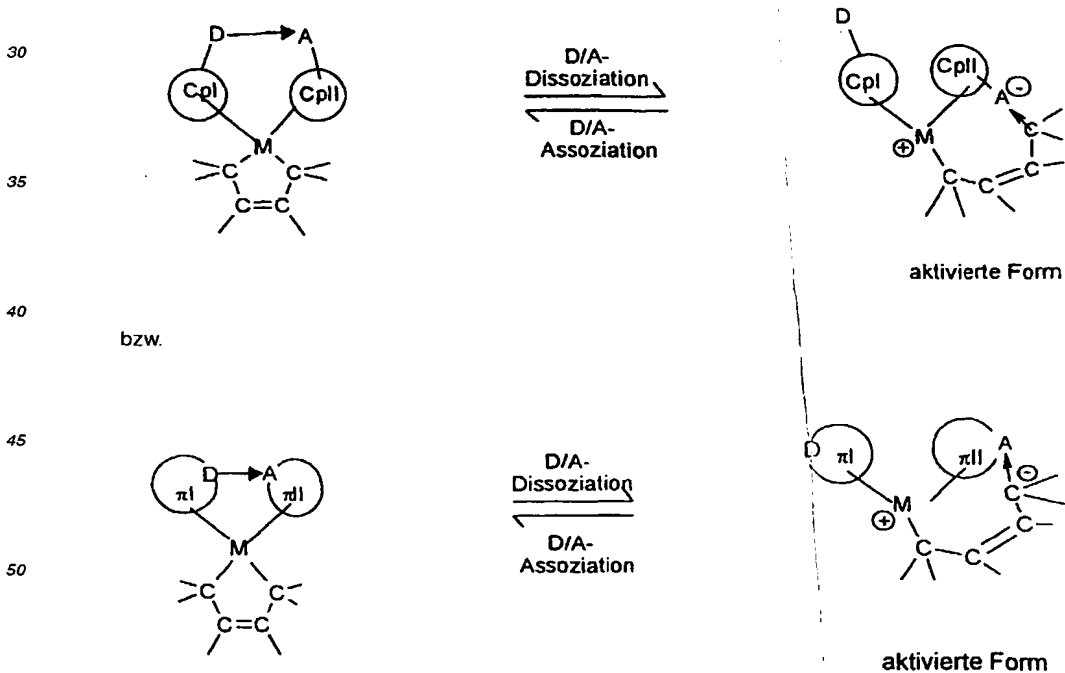 D A D
30
D/A-
Dissoziation
CpI CpII CpI CpII A ⊖
D/A-
Assoziation
M ⊕ M C
C C C C C
35
C=C
aktivierte Form
40
bzw.
45
D A D A
πI πII πI πII
D/A-
Dissoziation
⊖
M M C
⊕ C
D/A-
Assoziation
C C
50
C C
C=C
aktivierte Form